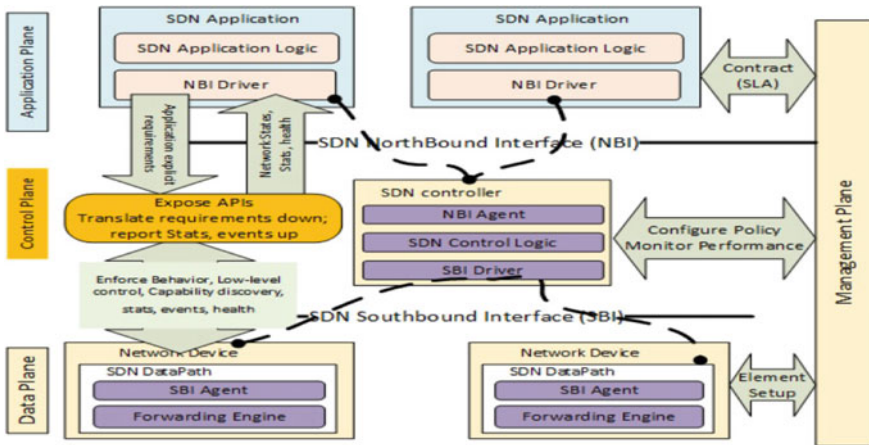 Application Plane
SDN Application
SDN Application Logic
NBI Driver
SDN Application
SDN Application Logic
NBI Driver
Contract
(SLA)
Management Plane
Application explicit
requirements
Network States,
Stats, health
SDN NorthBound Interface (NBI)
Control Plane
Expose APIs
Translate requirements down;
report Stats, events up
SDN controller
NBI Agent
SDN Control Logic
SBI Driver
Configure Policy
Monitor Performance
Enforce Behavior, Low-level
control, Capability discovery,
stats, events, health
SDN Southbound Interface (SBI)
Data Plane
Network Device
SDN DataPath
SBI Agent
Forwarding Engine
Network Device
SDN DataPath
SBI Agent
Forwarding Engine
Element
Setup